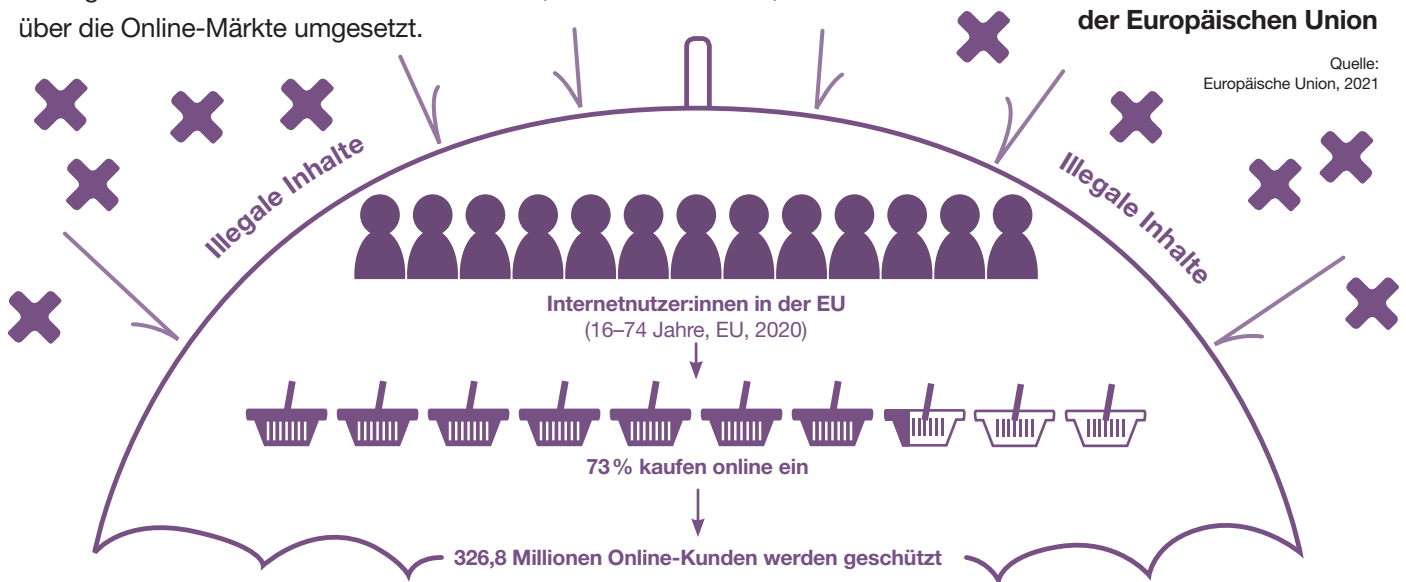 über die Online-Märkte umgesetzt.
der Europäischen Union
Quelle:
Europäische Union, 2021
Illegale Inhalte
Illegale Inhalte
Internetnutzer:innen in der EU
(16–74 Jahre, EU, 2020)
73 % kaufen online ein
326,8 Millionen Online-Kunden werden geschützt